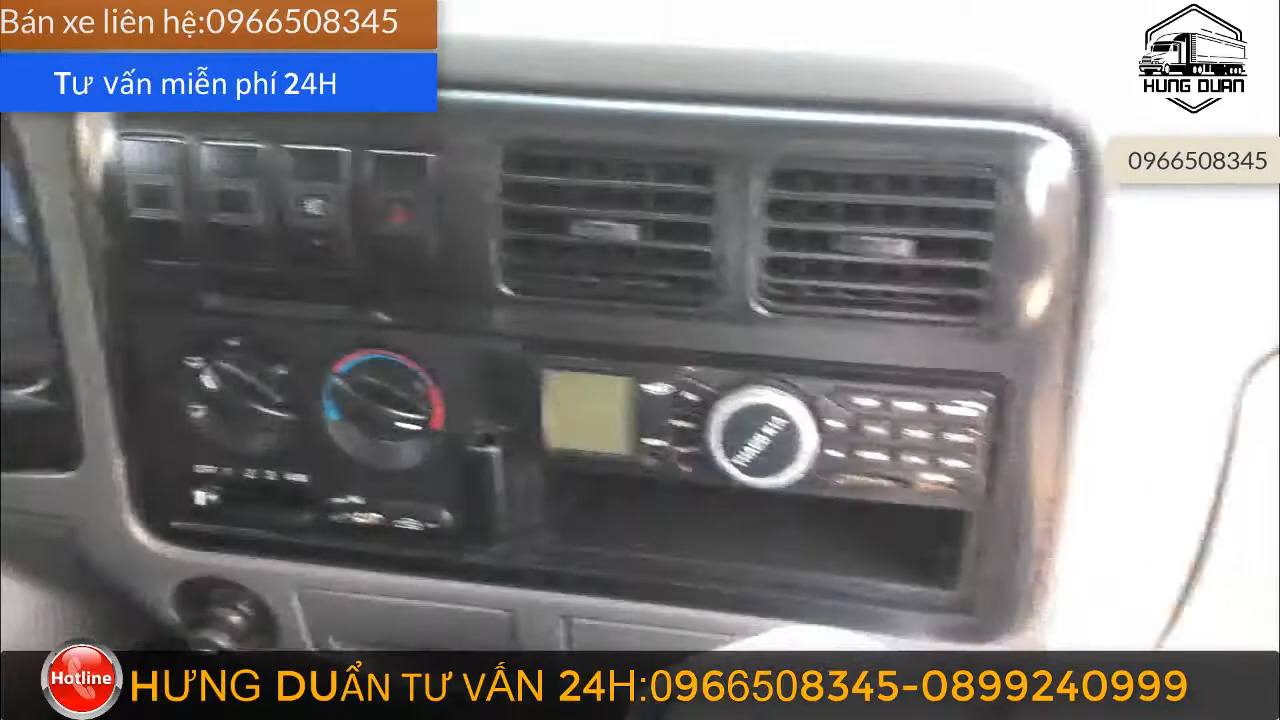 Bán xe liên hệ:0966508345
Tư vấn miễn phí 24H
HUNG DUAN
0966508345
Hotline
HƯNG DUẨN TƯ VẤN 24H:0966508345-0899240999